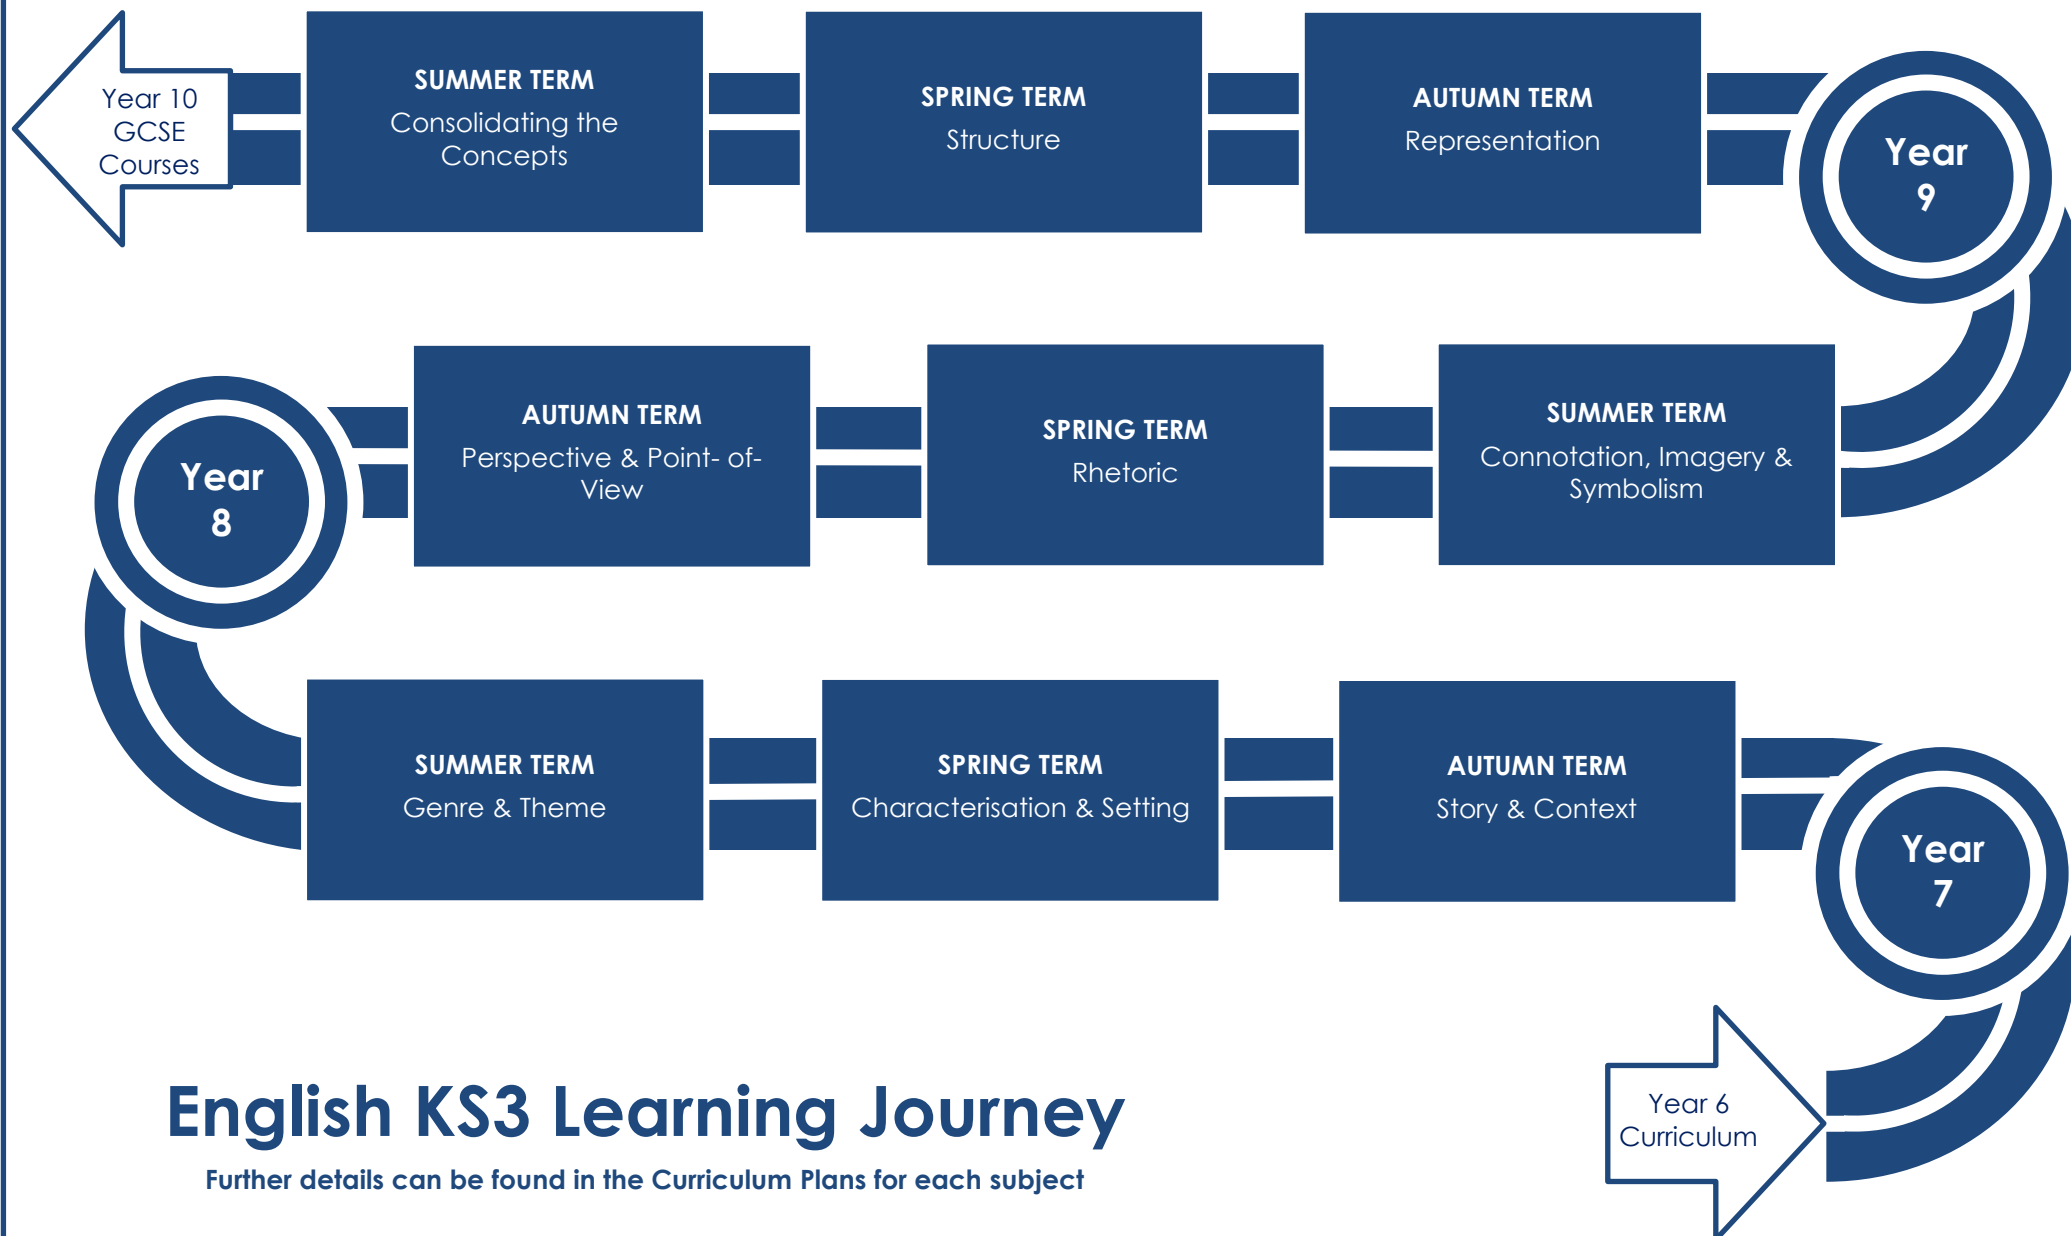 Year 10
GCSE
Courses
SUMMER TERM
Consolidating the
Concepts
SPRING TERM
Structure
AUTUMN TERM
Representation
Year
9
Year
8
AUTUMN TERM
Perspective & Point- of-
View
SPRING TERM
Rhetoric
SUMMER TERM
Connotation, Imagery &
Symbolism
SUMMER TERM
Genre & Theme
SPRING TERM
Characterisation & Setting
AUTUMN TERM
Story & Context
Year
7
English KS3 Learning Journey
Further details can be found in the Curriculum Plans for each subject
Year 6
Curriculum